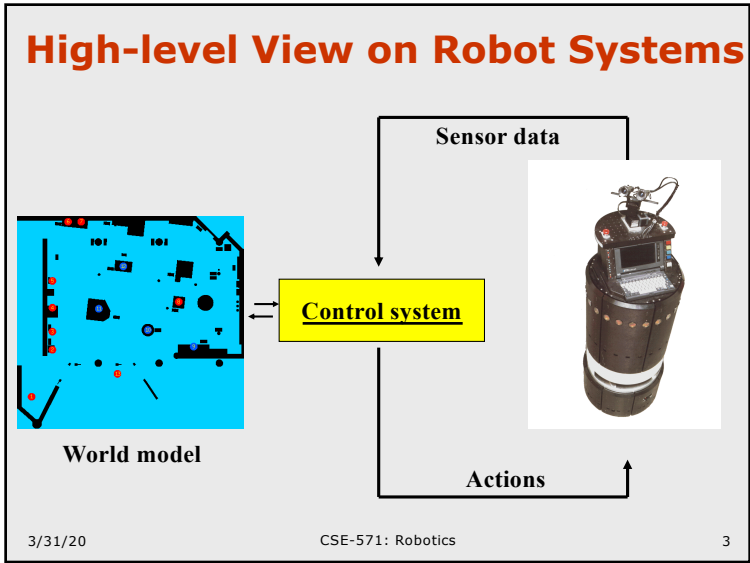 High-level View on Robot Systems
Sensor data
Control system
World model
Actions
3/31/20
CSE-571: Robotics
3